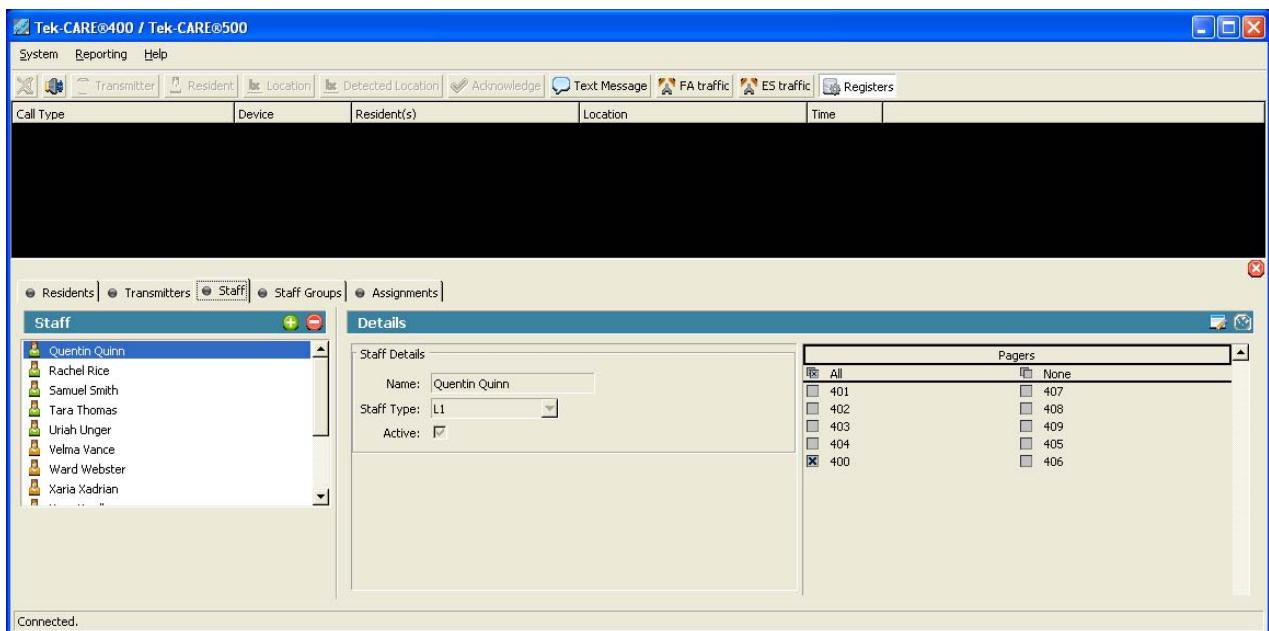 Tek-CARE®400 / Tek-CARE®500
System Reporting Help
Transmitter Resident Location Detected Location Acknowledge Text Message FA traffic ES traffic Registers
Call Type Device Resident(s) Location Time
Residents Transmitters Staff Staff Groups Assignments
Staff
Quentin Quinn
Rachel Rice
Samuel Smith
Tara Thomas
Uriah Unger
Velma Vance
Ward Webster
Xaria Xadrian
Details
Staff Details
Name: Quentin Quinn
Staff Type: L1
Active:
Pagers
All None
401 407
402 408
403 409
404 405
400 406
Connected.